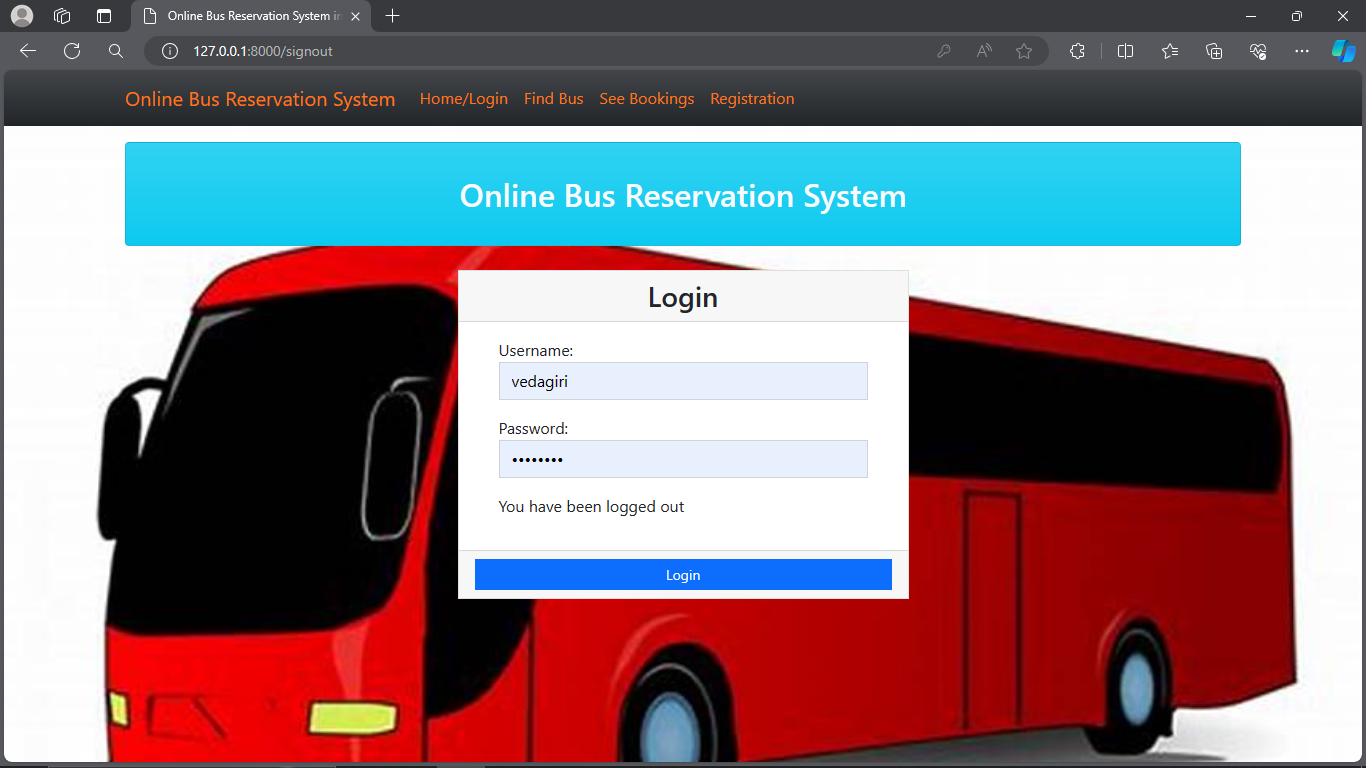 Online Bus Reservation System in
127.0.0.1:8000/signout
Online Bus Reservation System Home/Login Find Bus See Bookings Registration
Online Bus Reservation System
Login
Username:
vedagiri
Password:
••••••••
You have been logged out
Login